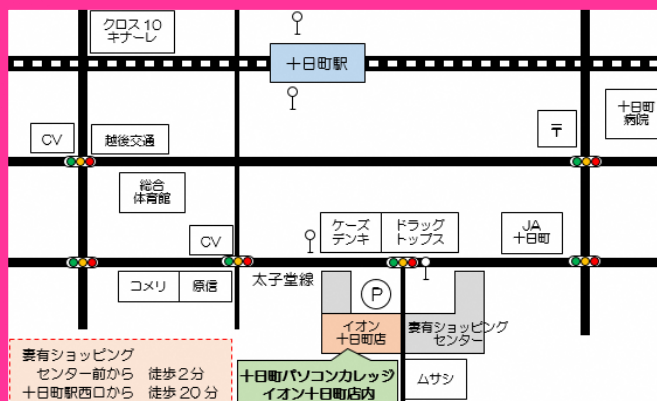 クロス10
キナーレ
十日町駅
十日町
病院
〒
CV
越後交通
総合
体育館
CV
ケーズ
デンキ
ドラッグ
トップス
JA
十日町
コメリ
原信
太子堂線
P
イオン
十日町店
妻有ショッピング
センター
妻有ショッピング
センター前から 徒歩2分
十日町駅西口から 徒歩20分
十日町パソコンカレッジ
イオン十日町店内
ムサシ